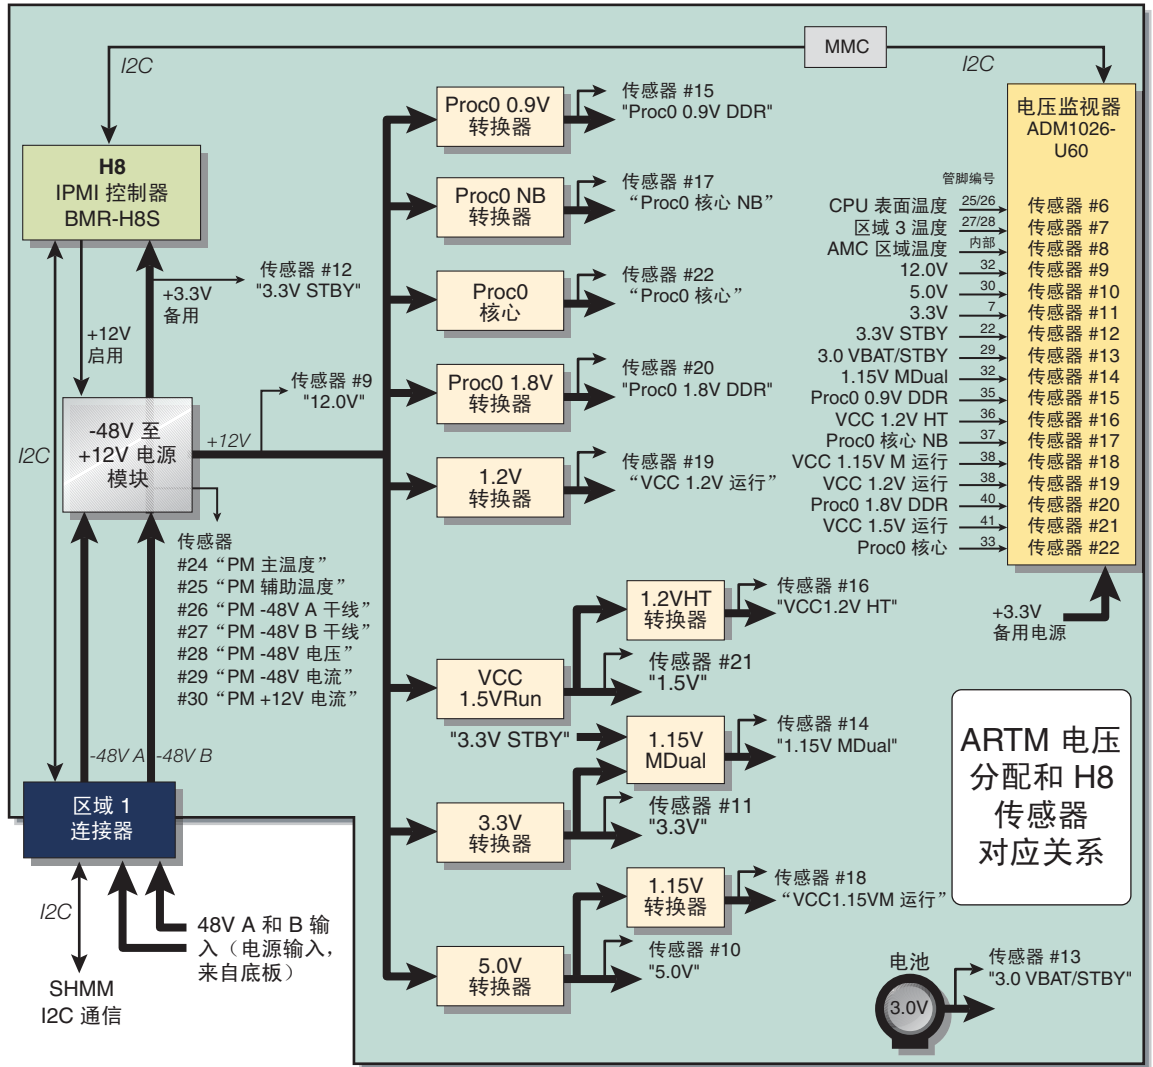 MMC
I2C
I2C
H8
IPMI 控制器
BMR-H8S
+3.3V
备用
传感器 #12
"3.3V STBY"
+12V
启用
传感器 #9
"12.0V"
-48V 至
+12V 电源
模块
+12V
I2C
传感器
#24“PM 主温度”
#25“PM 辅助温度”
#26“PM -48V A 干线”
#27“PM -48V B 干线”
#28“PM -48V 电压”
#29“PM -48V 电流”
#30“PM +12V 电流”
-48V A
-48V B
区域 1
连接器
I2C
48V A 和 B 输
入（电源输入，
来自底板）
SHMM
I2C 通信
Proc0 0.9V
转换器
传感器 #15
"Proc0 0.9V DDR"
Proc0 NB
转换器
传感器 #17
“Proc0 核心 NB”
Proc0
核心
传感器 #22
“Proc0 核心”
Proc0 1.8V
转换器
传感器 #20
"Proc0 1.8V DDR"
1.2V
转换器
传感器 #19
“VCC 1.2V 运行”
1.2VHT
转换器
传感器 #16
"VCC1.2V HT"
VCC
1.5VRun
传感器 #21
"1.5V"
"3.3V STBY"
1.15V
MDual
传感器 #14
"1.15V MDual"
3.3V
转换器
传感器 #11
"3.3V"
1.15V
转换器
传感器 #18
“VCC1.15VM 运行”
5.0V
转换器
传感器 #10
"5.0V"
电压监视器
ADM1026-
U60
管脚编号
CPU 表面温度 25/26 传感器 #6
区域 3 温度 27/28 传感器 #7
AMC 区域温度 内部 传感器 #8
12.0V 32 传感器 #9
5.0V 30 传感器 #10
3.3V 7 传感器 #11
3.3V STBY 22 传感器 #12
3.0 VBAT/STBY 29 传感器 #13
1.15V MDual 32 传感器 #14
Proc0 0.9V DDR 35 传感器 #15
VCC 1.2V HT 36 传感器 #16
Proc0 核心 NB 37 传感器 #17
VCC 1.15V M 运行 38 传感器 #18
VCC 1.2V 运行 38 传感器 #19
Proc0 1.8V DDR 40 传感器 #20
VCC 1.5V 运行 41 传感器 #21
Proc0 核心 33 传感器 #22
+3.3V
备用电源
ARTM 电压
分配和 H8
传感器
对应关系
电池
3.0V
传感器 #13
"3.0 VBAT/STBY"